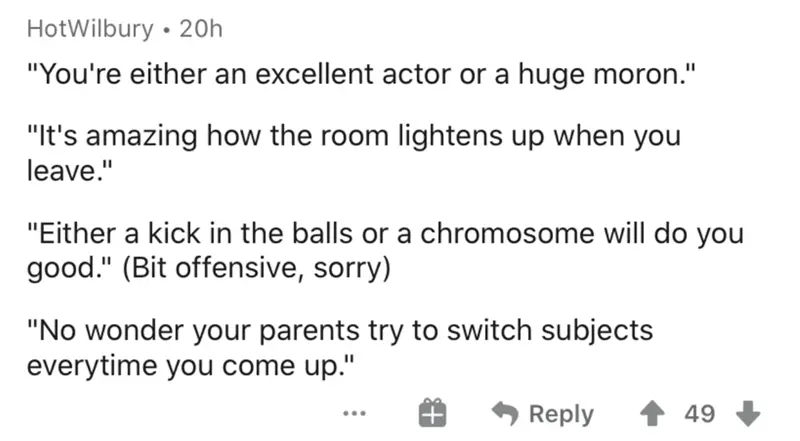 HotWilbury • 20h
"You're either an excellent actor or a huge moron."
"It's amazing how the room lightens up when you
leave."
"Either a kick in the balls or a chromosome will do you
good." (Bit offensive, sorry)
"No wonder your parents try to switch subjects
everytime you come up."
... Reply 49